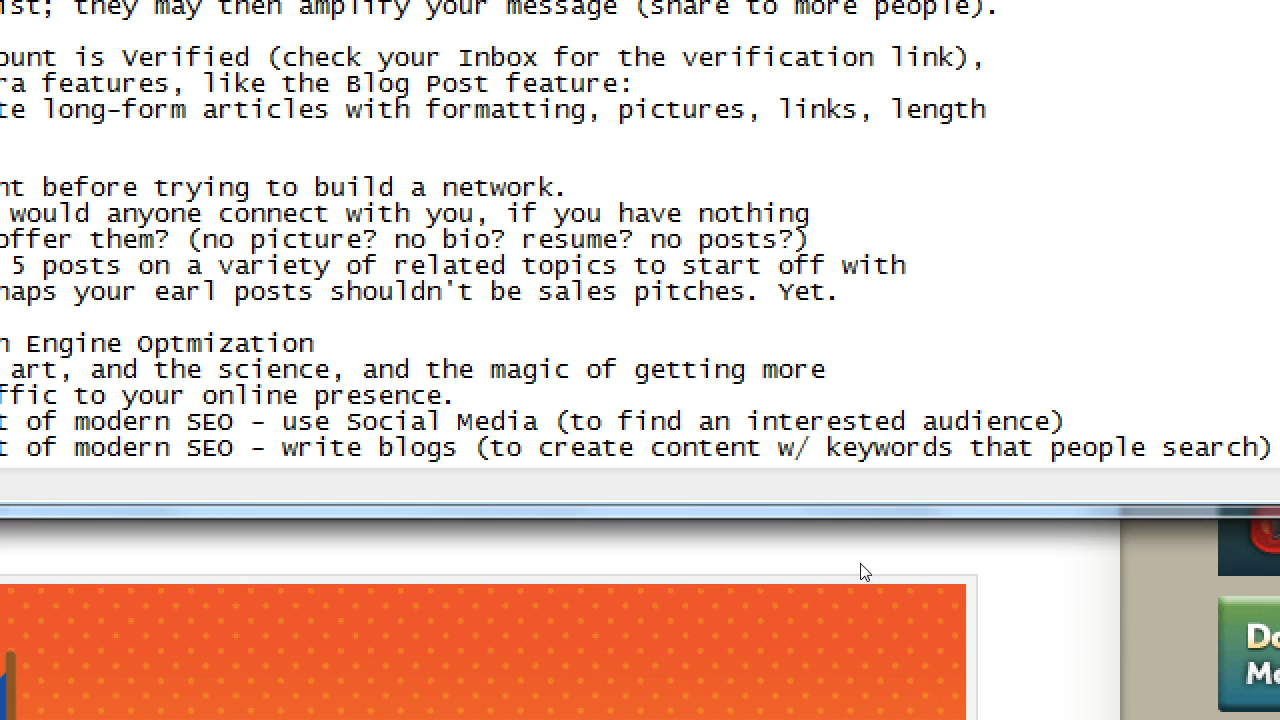 ist; they may then amplify your message (share to more people).
ount is Verified (check your Inbox for the verification link),
ra features, like the Blog Post feature:
te long-form articles with formatting, pictures, links, length
nt before trying to build a network.
would anyone connect with you, if you have nothing
offer them? (no picture? no bio? resume? no posts?)
5 posts on a variety of related topics to start off with
haps your earl posts shouldn't be sales pitches. Yet.
n Engine Optmization
art, and the science, and the magic of getting more
ffic to your online presence.
t of modern SEO - use Social Media (to find an interested audience)
t of modern SEO - write blogs (to create content w/ keywords that people search)
Do
Mo